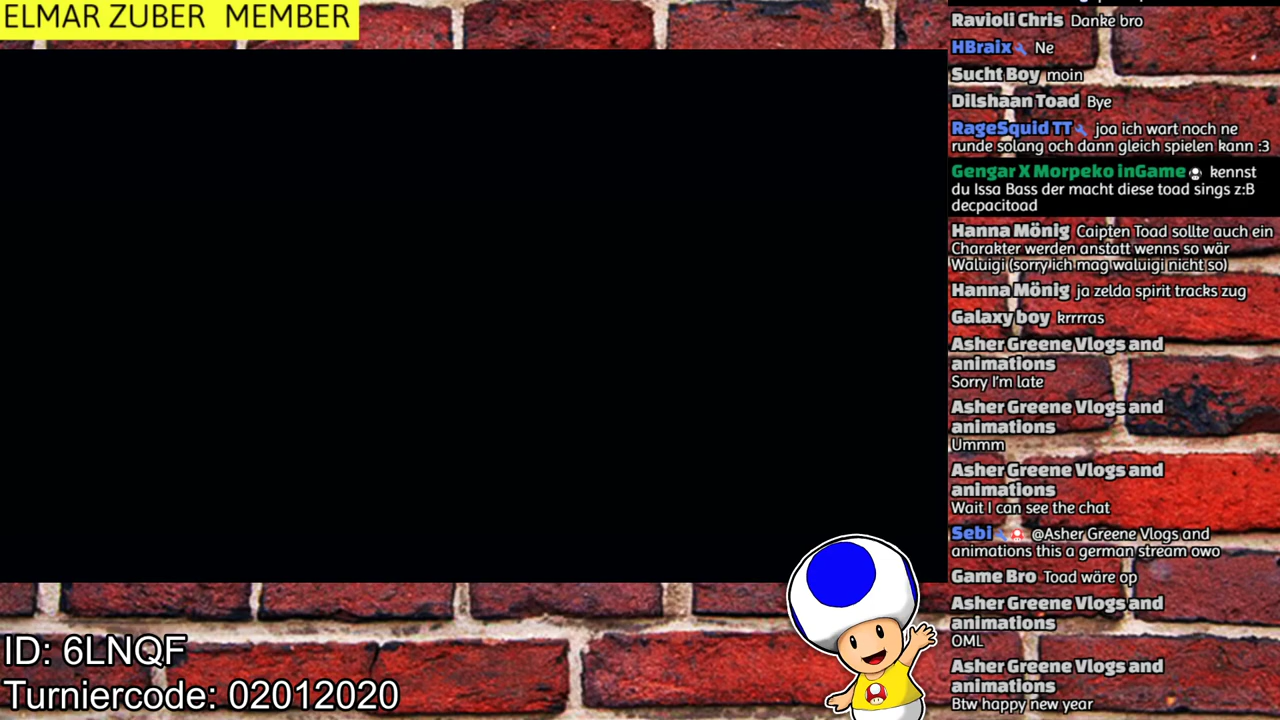 ELMAR ZUBER MEMBER
Ravioli Chris Danke bro
HBraix Ne
Sucht Boy moin
Dilshaan Toad Bye
RageSquid TT joa ich wart noch ne
runde solang och dann gleich spielen kann :3
Gengar X Morpeko inGame kennst
du Issa Bass der macht diese toad sings z:B
decpacitoad
Hanna Mönig Caipten Toad sollte auch ein
Charakter werden anstatt wenns so wär
Waluigi (sorry ich mag waluigi nicht so)
Hanna Mönig ja zelda spirit tracks zug
Galaxy boy krrrras
Asher Greene Vlogs and
animations
Sorry I'm late
Asher Greene Vlogs and
animations
Ummm
Asher Greene Vlogs and
animations
Wait I can see the chat
Sebi @Asher Greene Vlogs and
animations this a german stream owo
Game Bro Toad wäre op
Asher Greene Vlogs and
animations
OML
Asher Greene Vlogs and
animations
Btw happy new year
ID: 6LNQF
Turniercode: 02012020